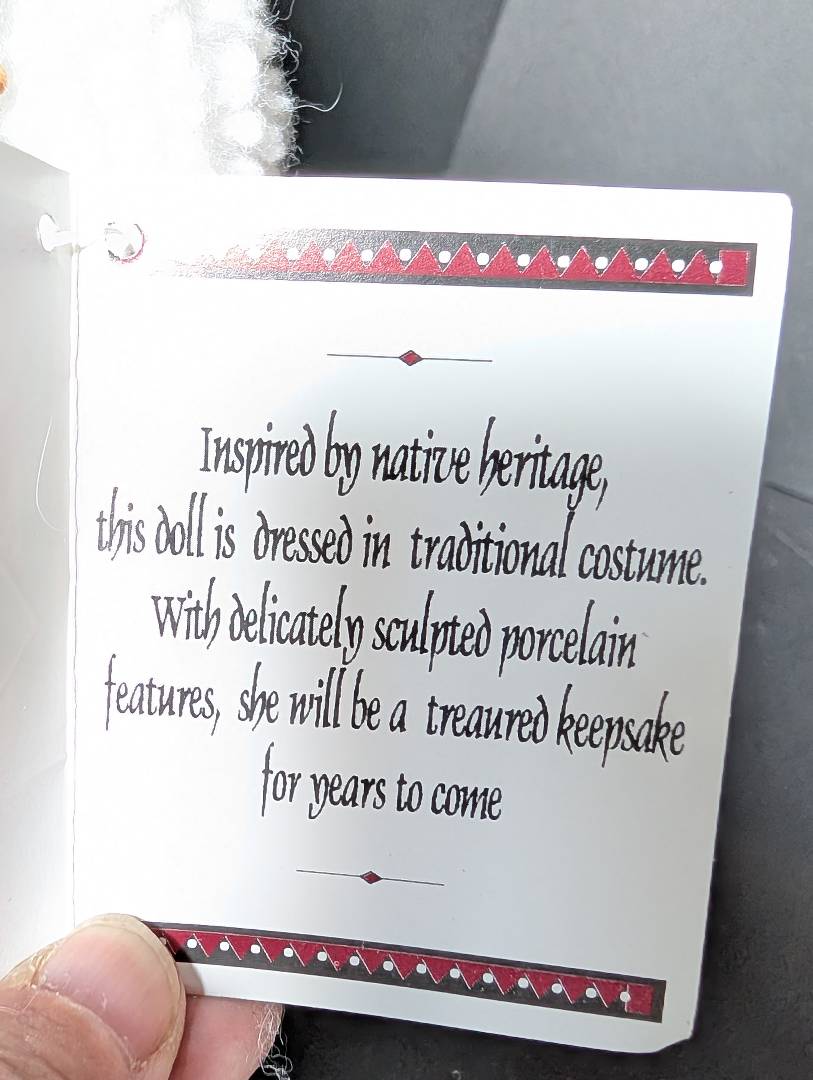 Inspired by native heritage,
this doll is dressed in traditional costume.
With delicately sculpted porcelain
features, she will be a treaured keepsake
for years to come